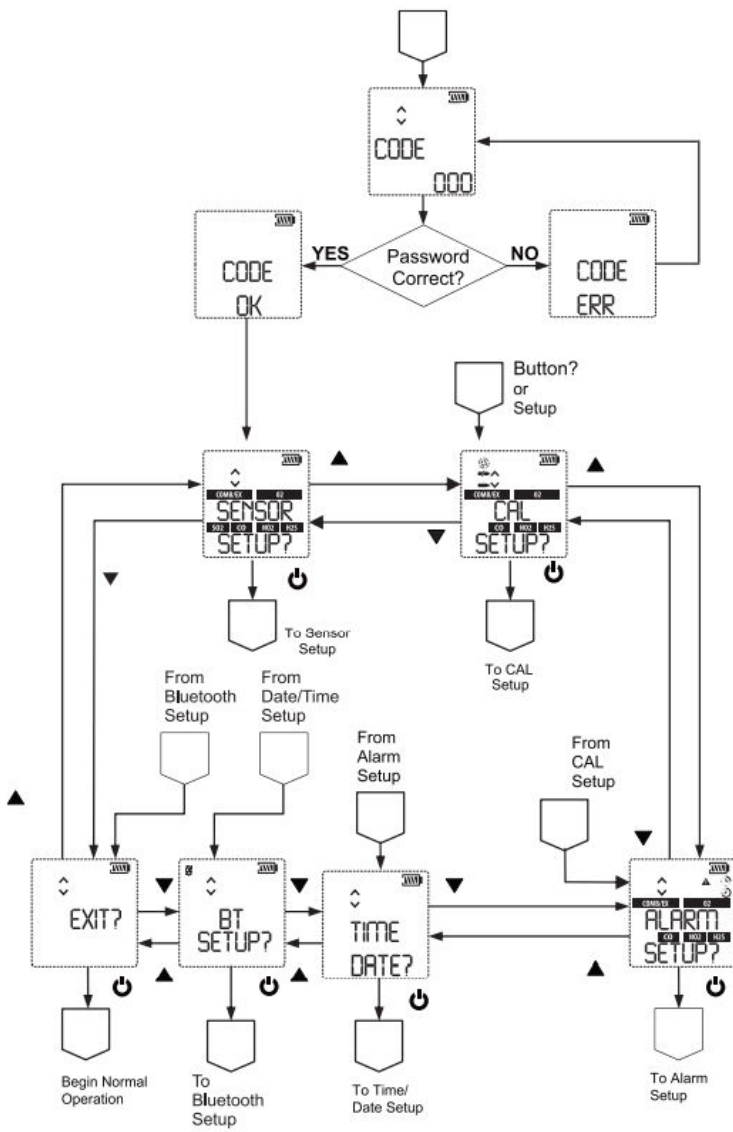 CODE
000
YES
Password
Correct?
NO
CODE
OK
CODE
ERR
Button?
or
Setup
COMB/EX O2
SENSOR
SO2 CO NO2 H2S
SETUP?
COMB/EX O2
CAL
CO NO2 H2S
SETUP?
To Sensor
Setup
To CAL
Setup
From
Bluetooth
Setup
From
Date/Time
Setup
From
Alarm
Setup
From
CAL
Setup
EXIT?
BT
SETUP?
TIME
DATE?
COMB/EX O2
ALARM
CO NO2 H2S
SETUP?
Begin Normal
Operation
To
Bluetooth
Setup
To Time/
Date Setup
To Alarm
Setup